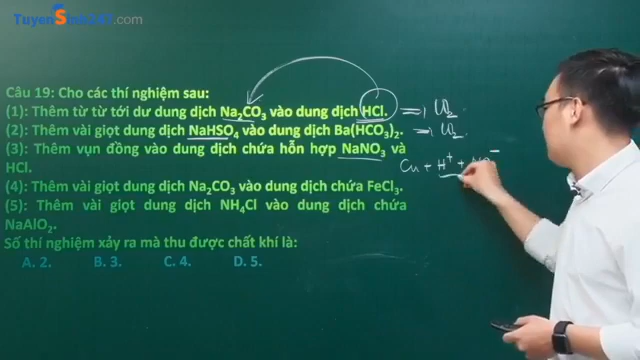 TuyenSinh247.com
Câu 19: Cho các thí nghiệm sau:
(1): Thêm từ từ tới dư dung dịch Na₂CO₃ vào dung dịch HCl. => CO₂
(2): Thêm vài giọt dung dịch NaHSO₄ vào dung dịch Ba(HCO₃)₂. => CO₂
(3): Thêm vụn đồng vào dung dịch chứa hỗn hợp NaNO₃ và
HCl.
Cu + H⁺ +
(4): Thêm vài giọt dung dịch Na₂CO₃ vào dung dịch chứa FeCl₃.
(5): Thêm vài giọt dung dịch NH₄Cl vào dung dịch chứa
NaAlO₂.
Số thí nghiệm xảy ra mà thu được chất khí là:
A. 2. B. 3. C. 4. D. 5.